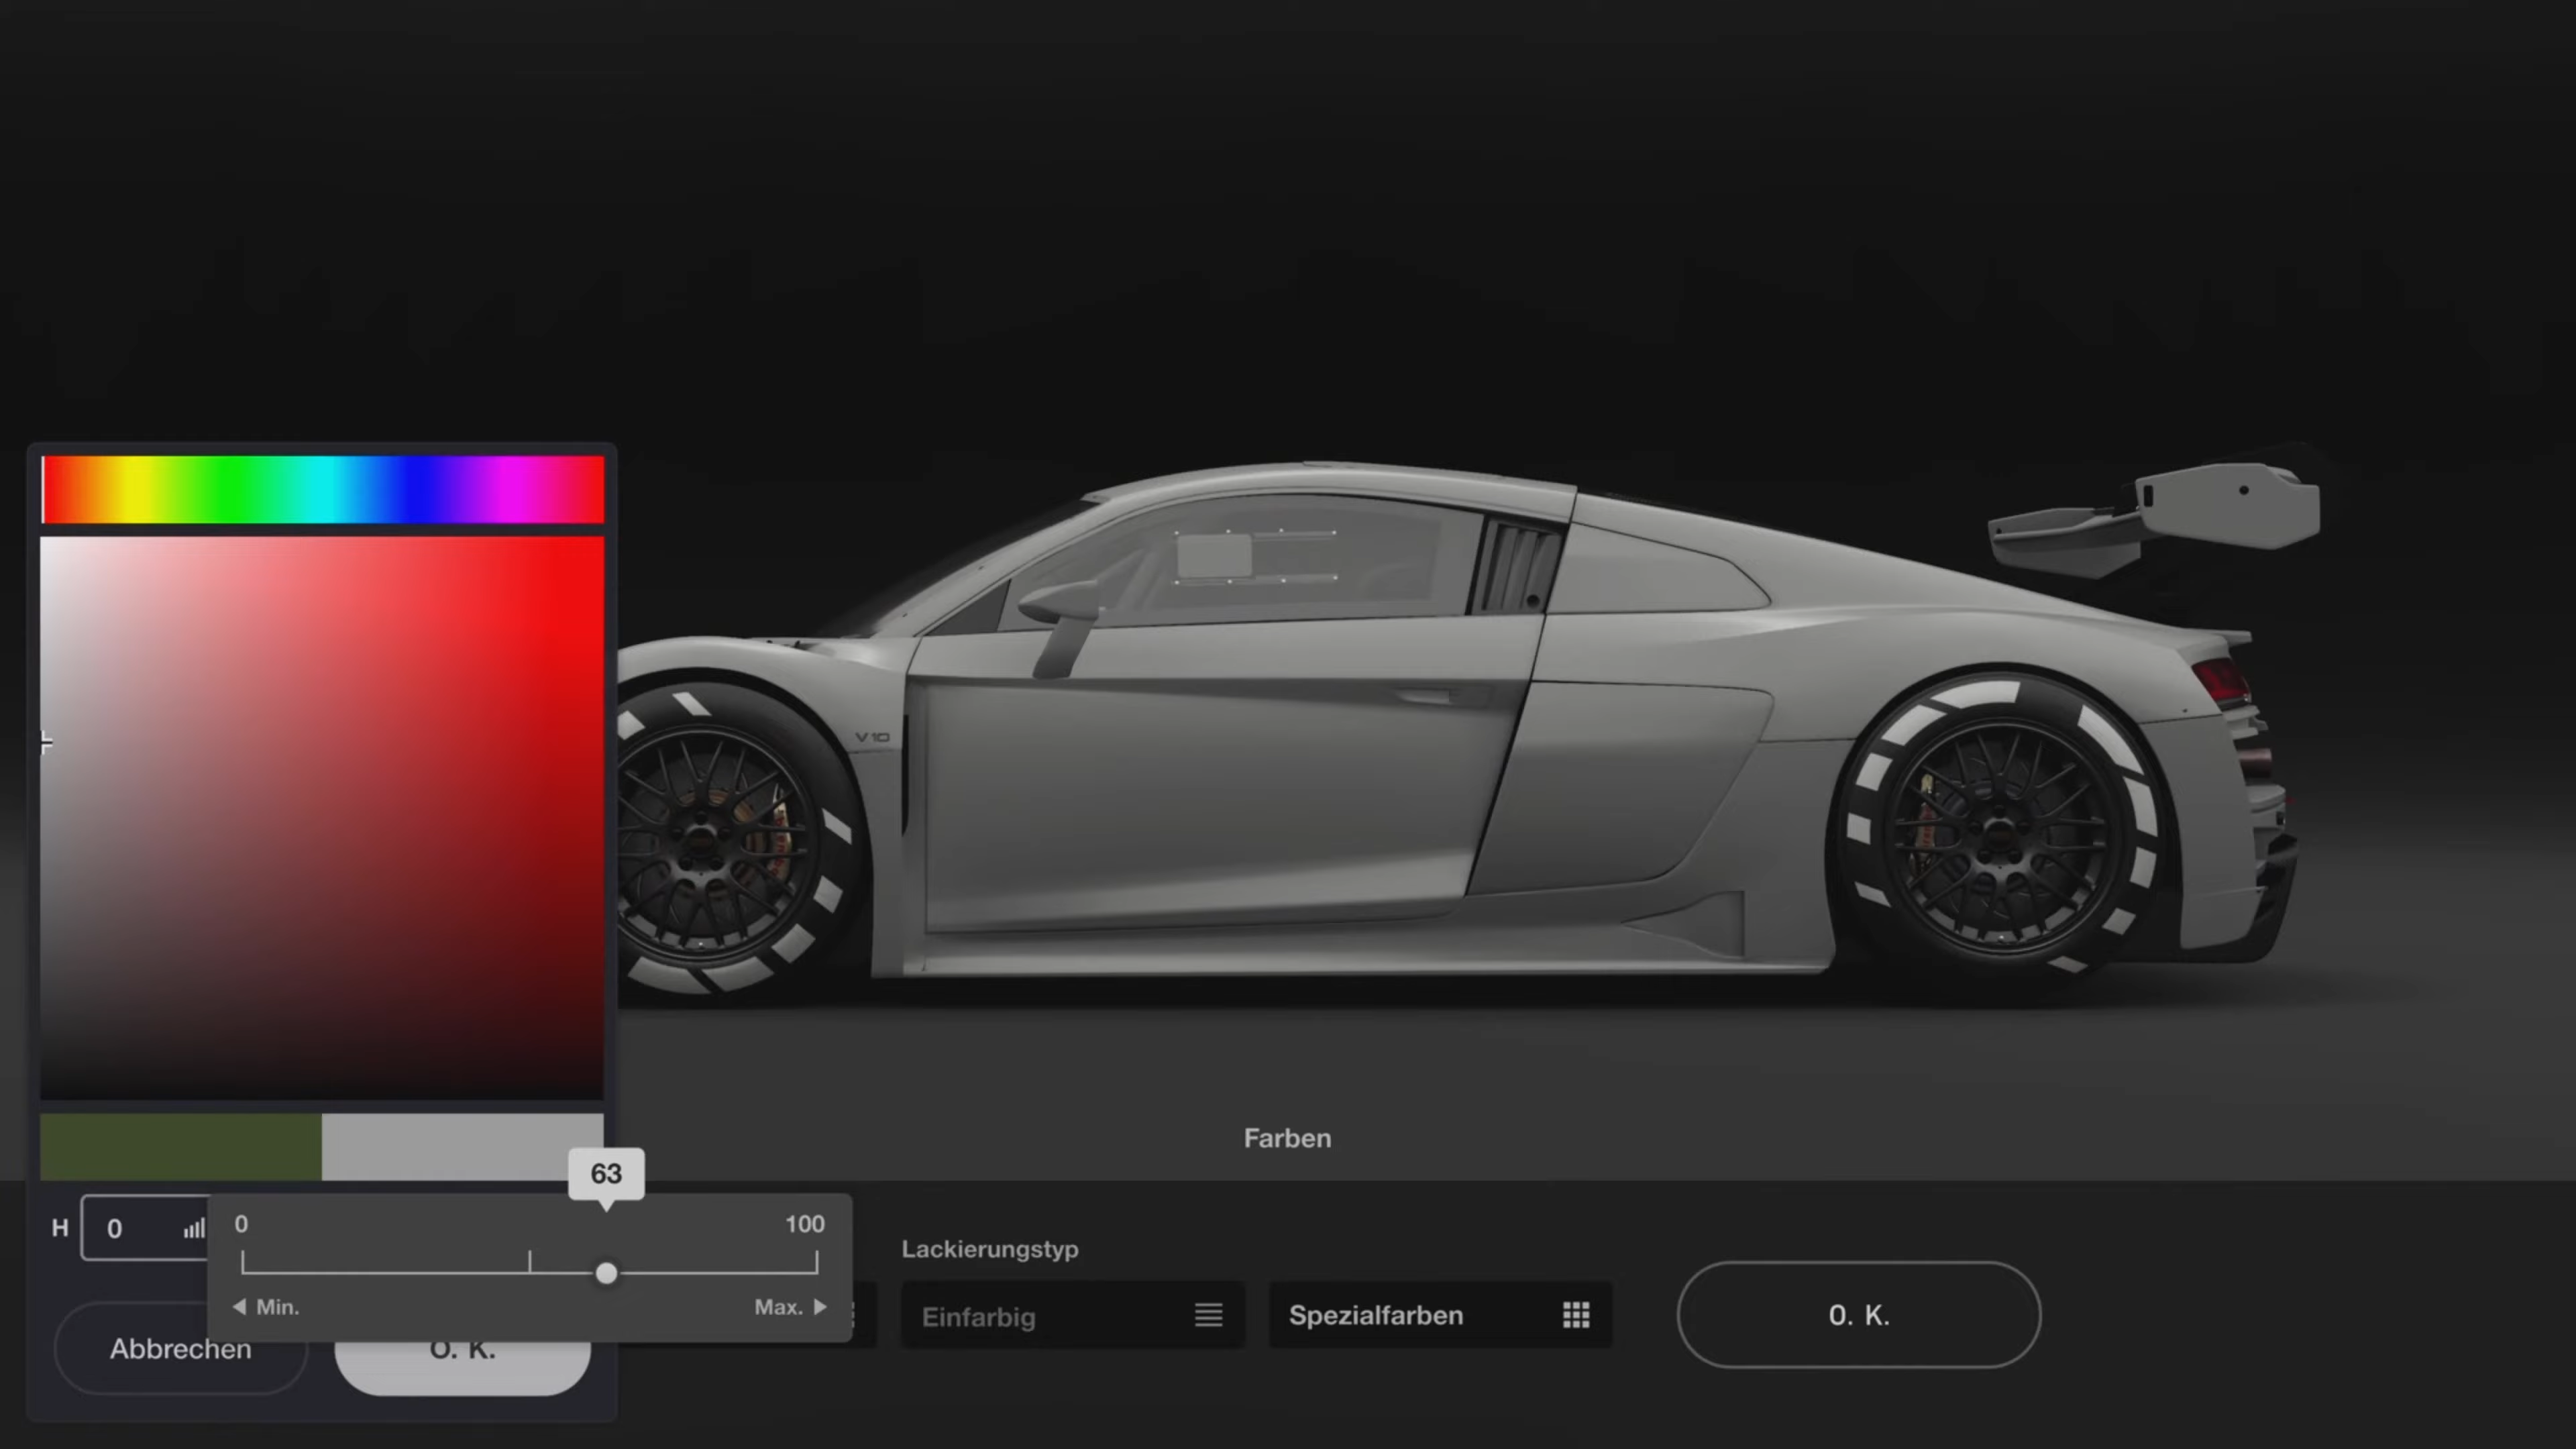 V10
Farben
63
H 0
0 100
Min. Max.
Lackierungstyp
Einfarbig
Spezialfarben
O. K.
Abbrechen
O. K.